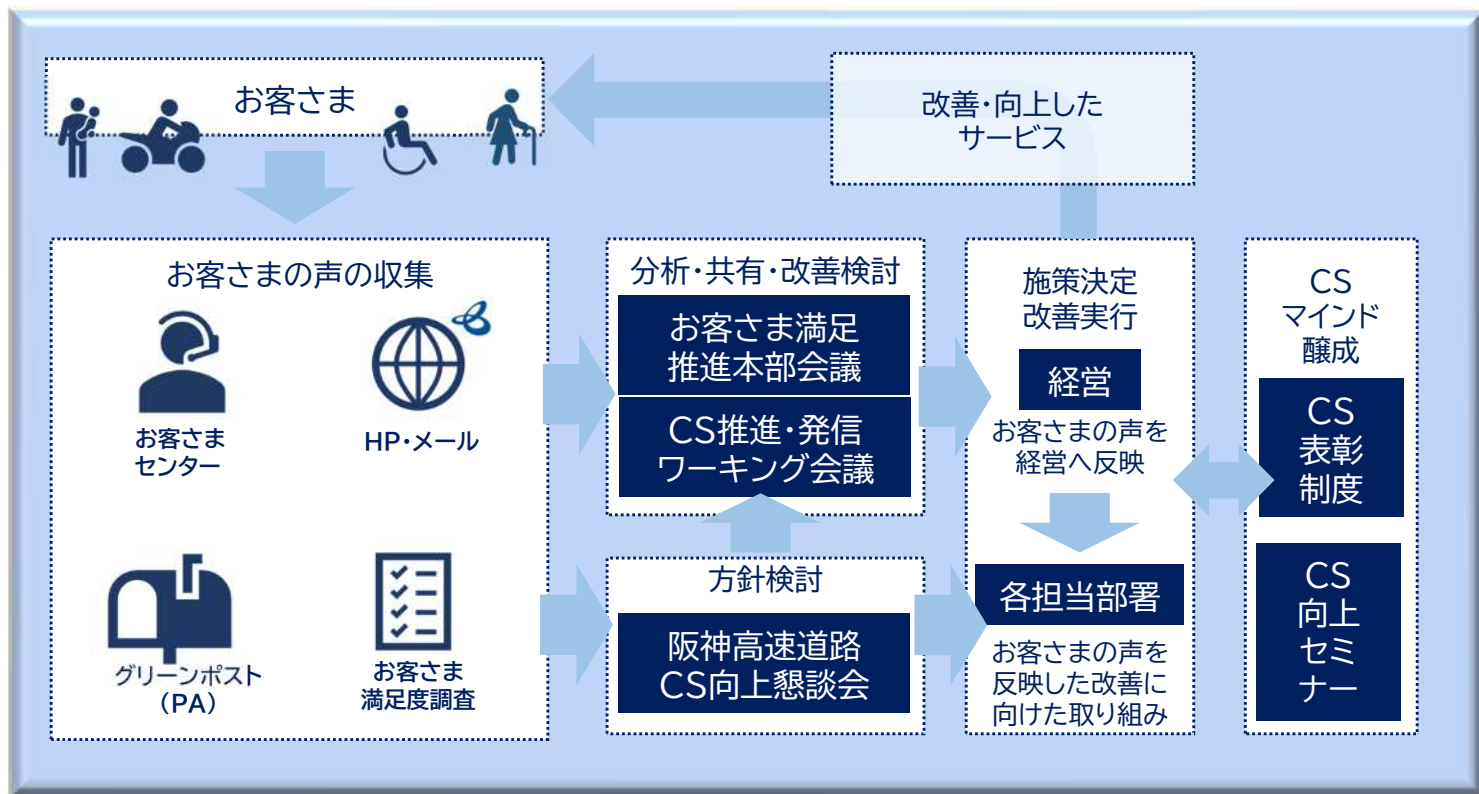 お客さま
改善・向上した
サービス
お客さまの声の収集
お客さま
センター
HP・メール
グリーンポスト
(PA)
お客さま
満足度調査
分析・共有・改善検討
お客さま満足
推進本部会議
CS推進・発信
ワーキング会議
方針検討
阪神高速道路
CS向上懇談会
施策決定
改善実行
経営
お客さまの声を
経営へ反映
各担当部署
お客さまの声を
反映した改善に
向けた取り組み
CS
マインド
醸成
CS
表彰
制度
CS
向上
セミ
ナー